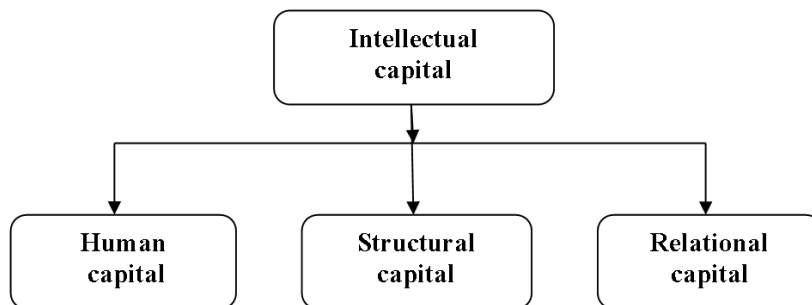 Intellectual
capital
Human
capital
Structural
capital
Relational
capital